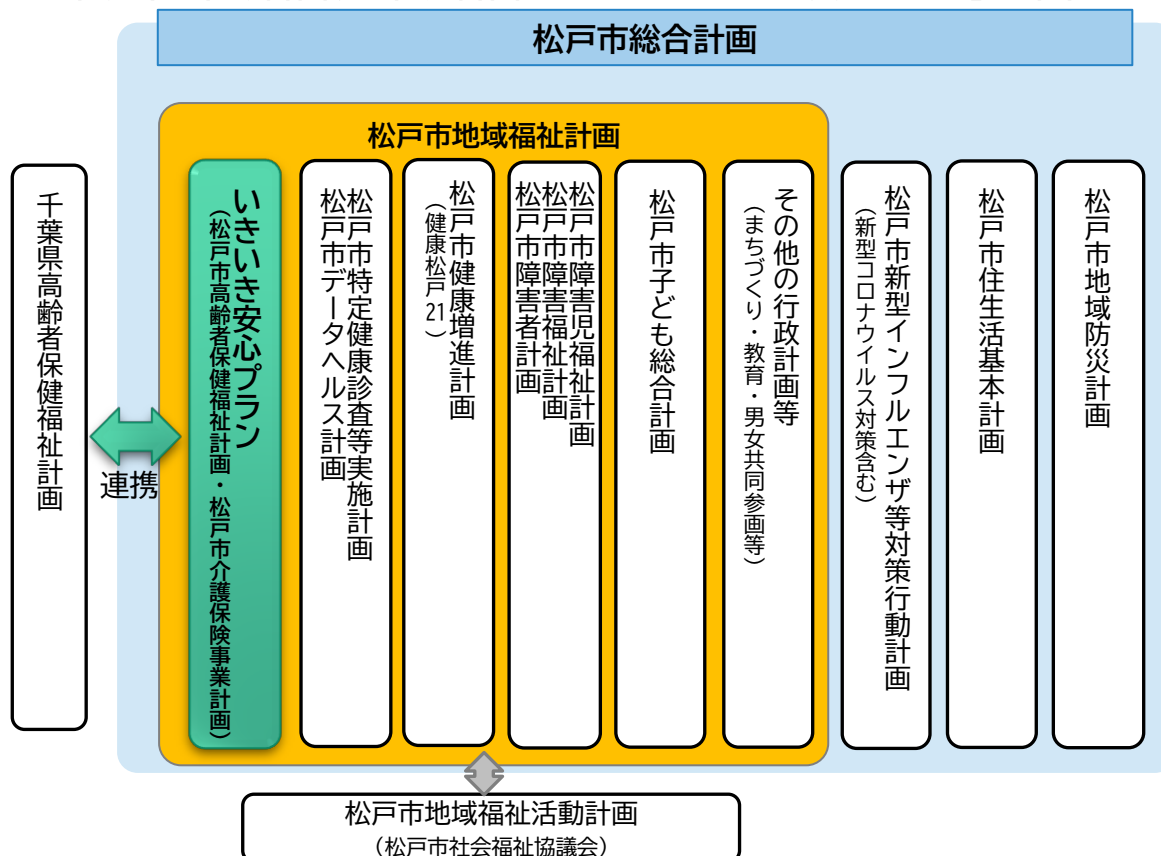 松戸市総合計画
松戸市地域福祉計画
千葉県高齢者保健福祉計画
連携
いきいき安心プラン
（松戸市高齢者保健福祉計画・松戸市介護保険事業計画）
松戸市特定健康診査等実施計画
松戸市データヘルス計画
松戸市健康増進計画
（健康松戸21）
松戸市障害児福祉計画
松戸市障害福祉計画
松戸市障害者計画
松戸市子ども総合計画
その他の行政計画等
（まちづくり・教育・男女共同参画等）
松戸市新型インフルエンザ等対策行動計画
（新型コロナウイルス対策含む）
松戸市住生活基本計画
松戸市地域防災計画
松戸市地域福祉活動計画
（松戸市社会福祉協議会）